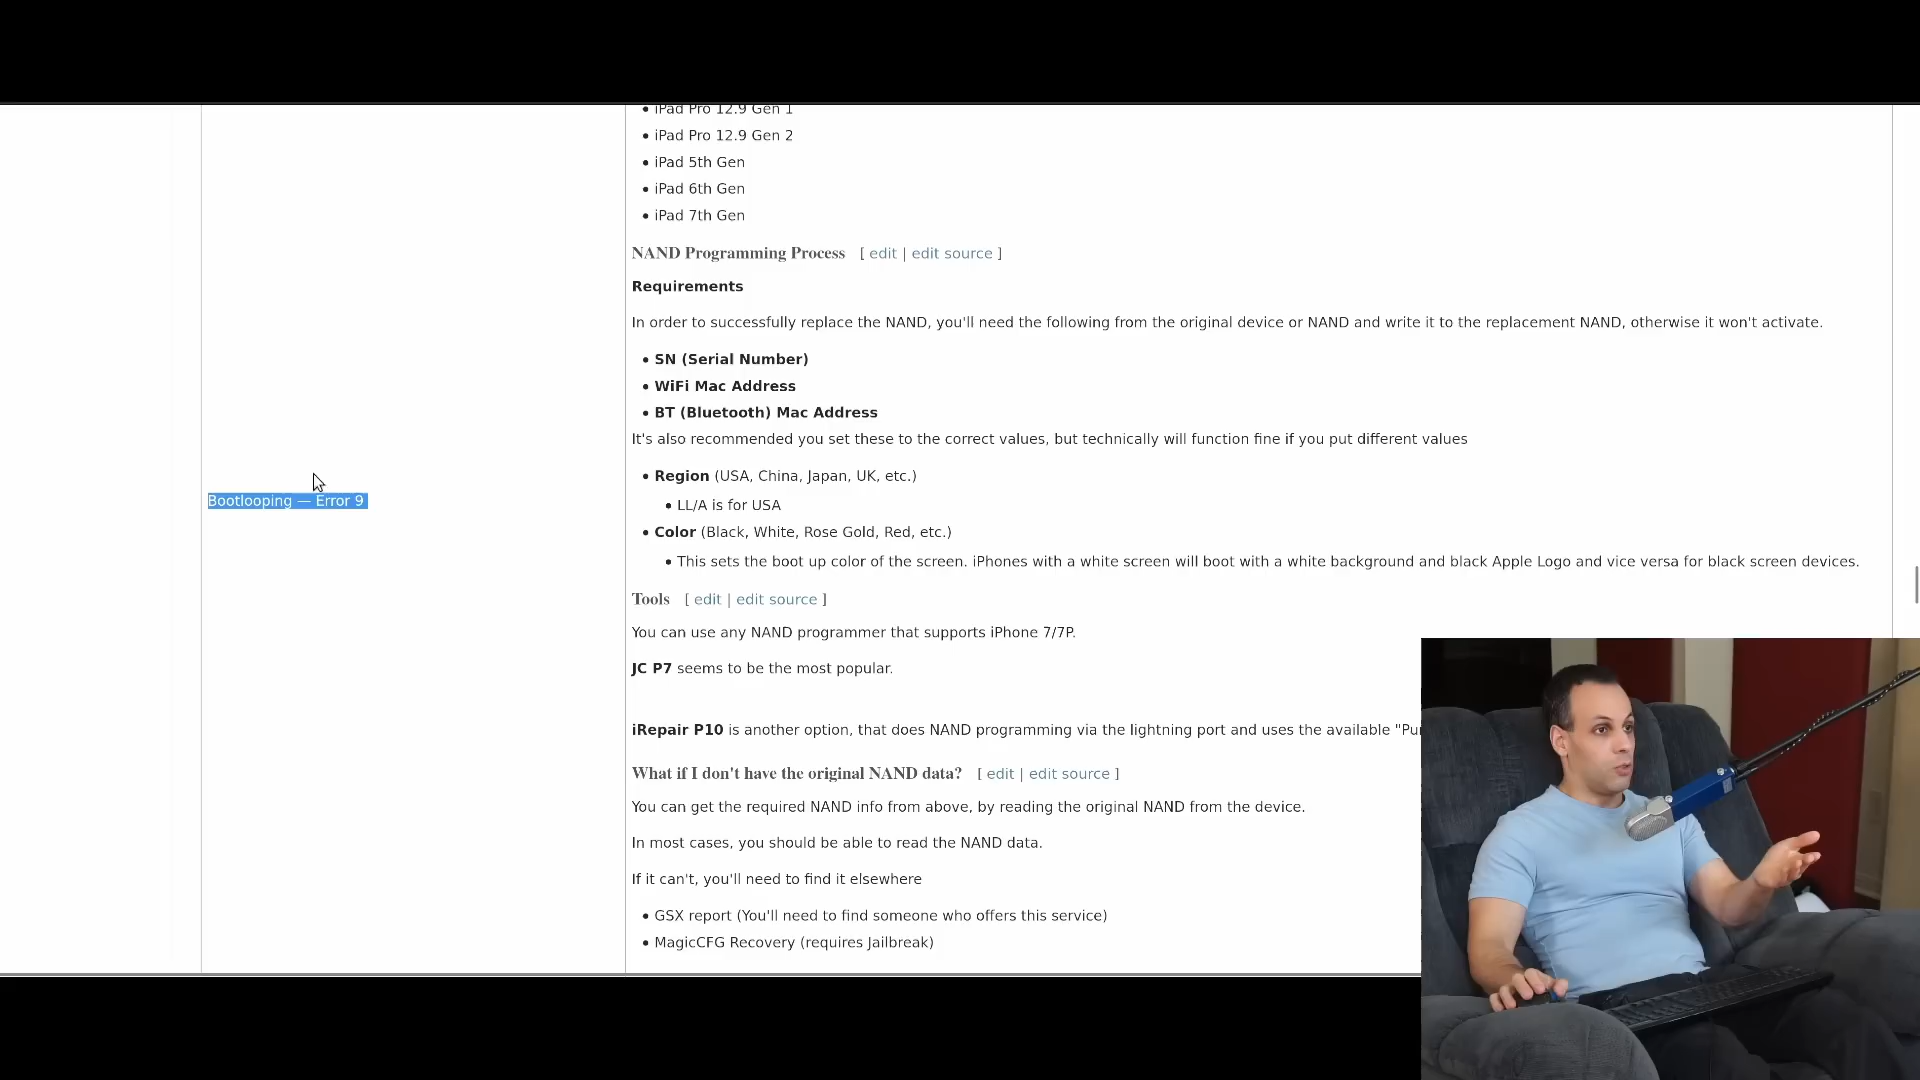 • iPad Pro 12.9 Gen 1
• iPad Pro 12.9 Gen 2
• iPad 5th Gen
• iPad 6th Gen
• iPad 7th Gen
NAND Programming Process [ edit | edit source ]
Requirements
In order to successfully replace the NAND, you'll need the following from the original device or NAND and write it to the replacement NAND, otherwise it won't activate.
• SN (Serial Number)
• WiFi Mac Address
• BT (Bluetooth) Mac Address
It's also recommended you set these to the correct values, but technically will function fine if you put different values
• Region (USA, China, Japan, UK, etc.)
Bootlooping — Error 9
• LL/A is for USA
• Color (Black, White, Rose Gold, Red, etc.)
• This sets the boot up color of the screen. iPhones with a white screen will boot with a white background and black Apple Logo and vice versa for black screen devices.
Tools [ edit | edit source ]
You can use any NAND programmer that supports iPhone 7/7P.
JC P7 seems to be the most popular.
iRepair P10 is another option, that does NAND programming via the lightning port and uses the available "Pu
What if I don't have the original NAND data? [ edit | edit source ]
You can get the required NAND info from above, by reading the original NAND from the device.
In most cases, you should be able to read the NAND data.
If it can't, you'll need to find it elsewhere
• GSX report (You'll need to find someone who offers this service)
• MagicCFG Recovery (requires Jailbreak)